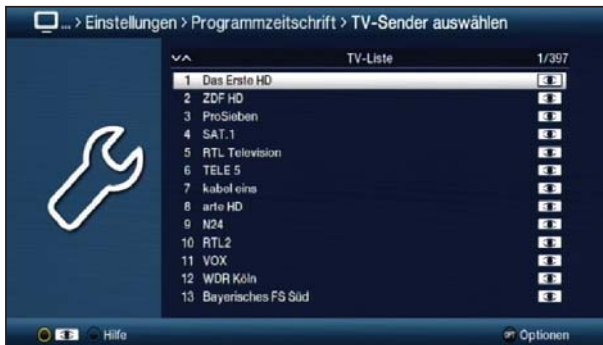 ... > Einstellungen > Programmzeitschrift > TV-Sender auswählen
TV-Liste 1/397
1 Das Erste HD
2 ZDF HD
3 ProSieben
4 SAT.1
5 RTL Television
6 TELE 5
7 kabel eins
8 arte HD
9 N24
10 RTL2
11 VOX
12 WDR Köln
13 Bayerisches FS Süd
Hilfe
OPT Optionen